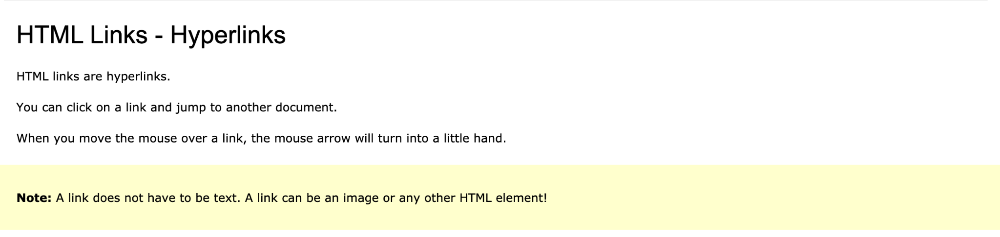 HTML Links - Hyperlinks
HTML links are hyperlinks.
You can click on a link and jump to another document.
When you move the mouse over a link, the mouse arrow will turn into a little hand.
Note: A link does not have to be text. A link can be an image or any other HTML element!